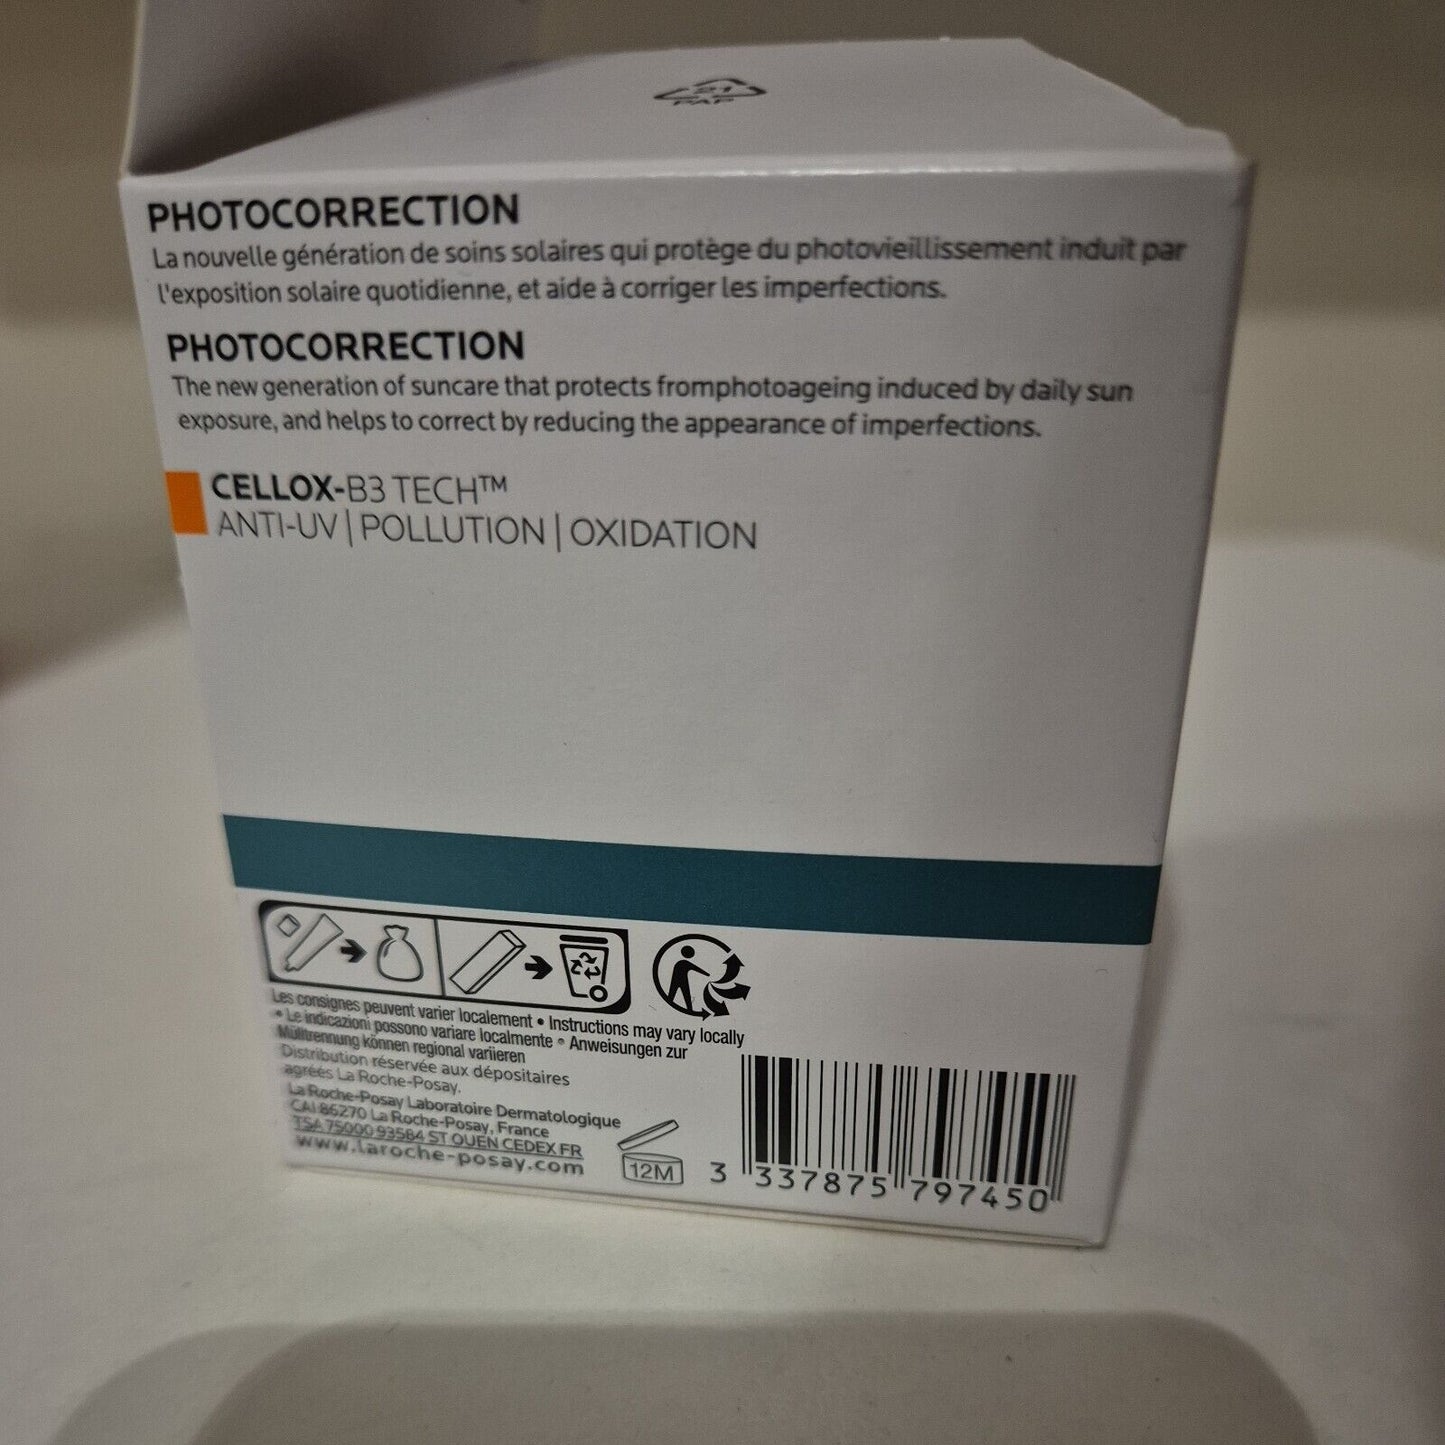 21
PAP
PHOTOCORRECTION
La nouvelle génération de soins solaires qui protège du photovieillissement induit par
l'exposition solaire quotidienne, et aide à corriger les imperfections.
PHOTOCORRECTION
The new generation of suncare that protects fromphotoageing induced by daily sun
exposure, and helps to correct by reducing the appearance of imperfections.
CELLOX-B3 TECH™
ANTI-UV | POLLUTION | OXIDATION
Les consignes peuvent varier localement • Instructions may vary locally
• Le indicazioni possono variare localmente • Anweisungen zur
Mülltrennung können regional variieren
Distribution réservée aux dépositaires
agréés La Roche-Posay.
La Roche-Posay Laboratoire Dermatologique
CAI 86270 La Roche-Posay, France
TSA 75000 93584 ST OUEN CEDEX FR
www.laroche-posay.com
12M
3 337875 797450